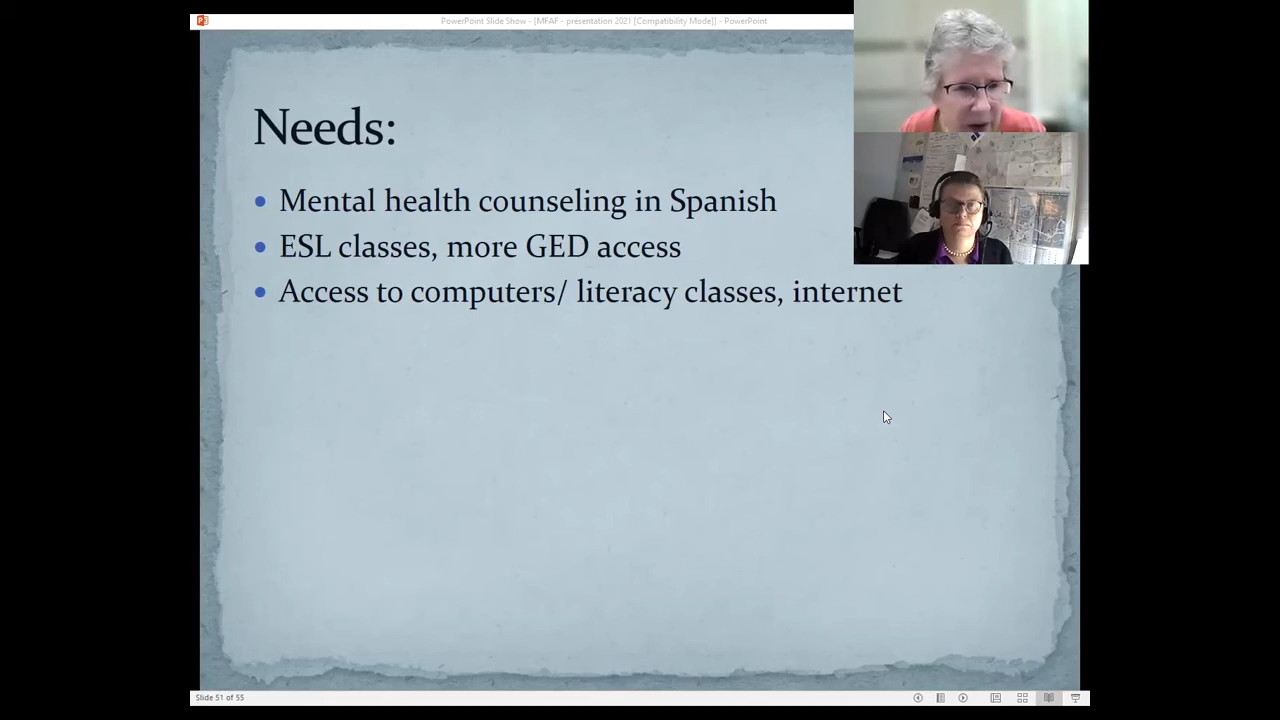 PowerPoint Slide Show - [MFAF - presentation 2021 [Compatibility Mode]] - PowerPoint
Needs:
• Mental health counseling in Spanish
• ESL classes, more GED access
• Access to computers/ literacy classes, internet
Slide 51 of 55